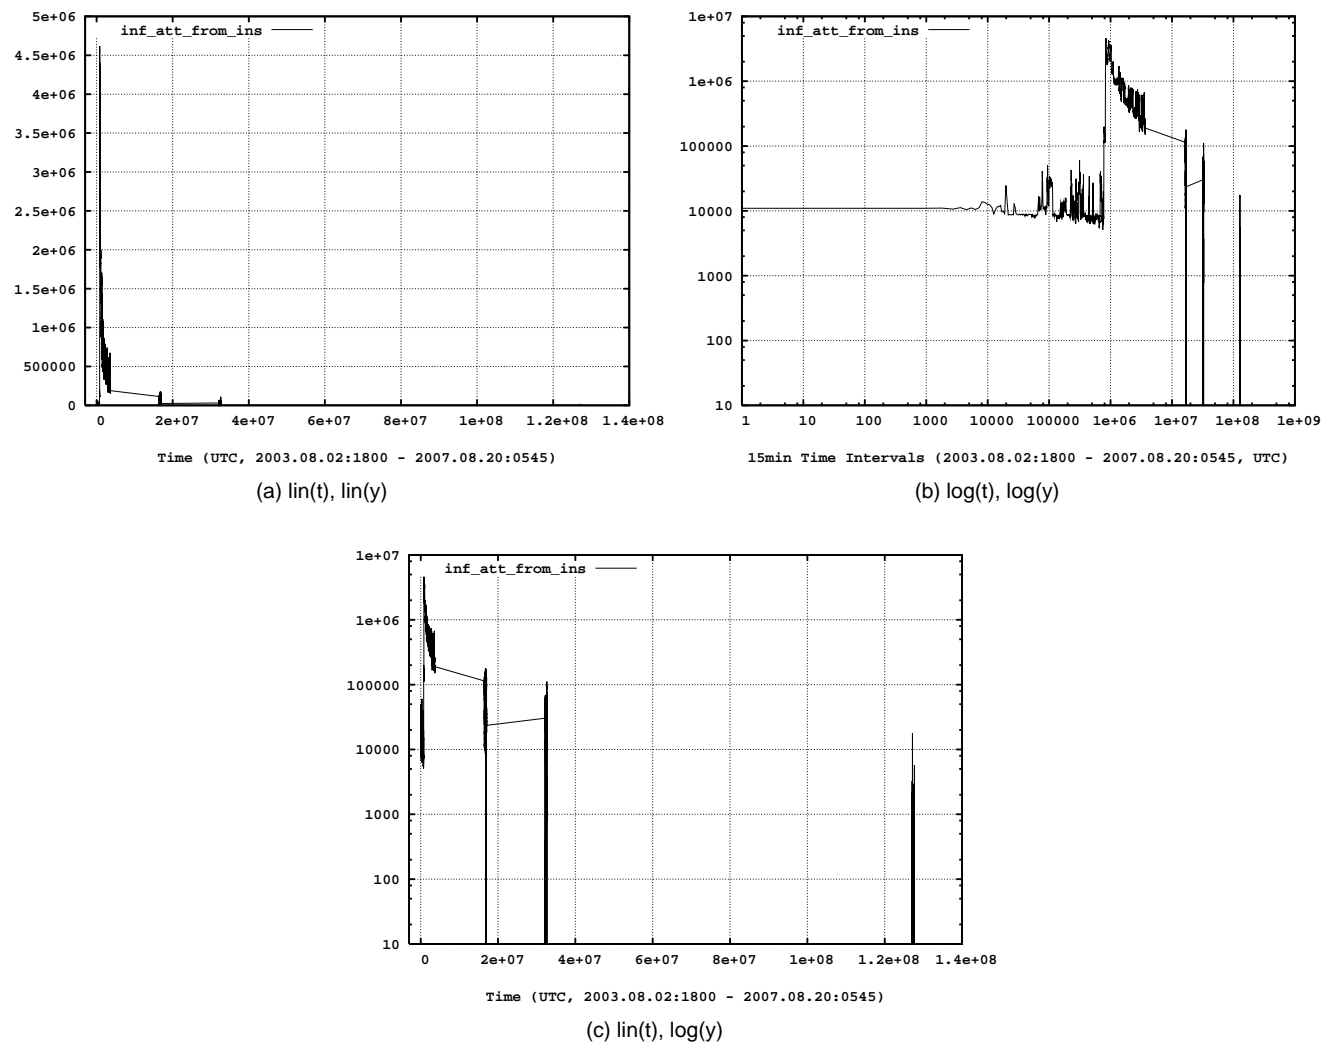 5e+06
4.5e+06
4e+06
3.5e+06
3e+06
2.5e+06
2e+06
1.5e+06
1e+06
500000
0
inf_att_from_ins
0 2e+07 4e+07 6e+07 8e+07 1e+08 1.2e+08 1.4e+08
Time (UTC, 2003.08.02:1800 - 2007.08.20:0545)
(a) lin(t), lin(y)
1e+07
1e+06
100000
10000
1000
100
10
inf_att_from_ins
1 10 100 1000 10000 100000 1e+06 1e+07 1e+08 1e+09
15min Time Intervals (2003.08.02:1800 - 2007.08.20:0545, UTC)
(b) log(t), log(y)
1e+07
1e+06
100000
10000
1000
100
10
inf_att_from_ins
0 2e+07 4e+07 6e+07 8e+07 1e+08 1.2e+08 1.4e+08
Time (UTC, 2003.08.02:1800 - 2007.08.20:0545)
(c) lin(t), log(y)